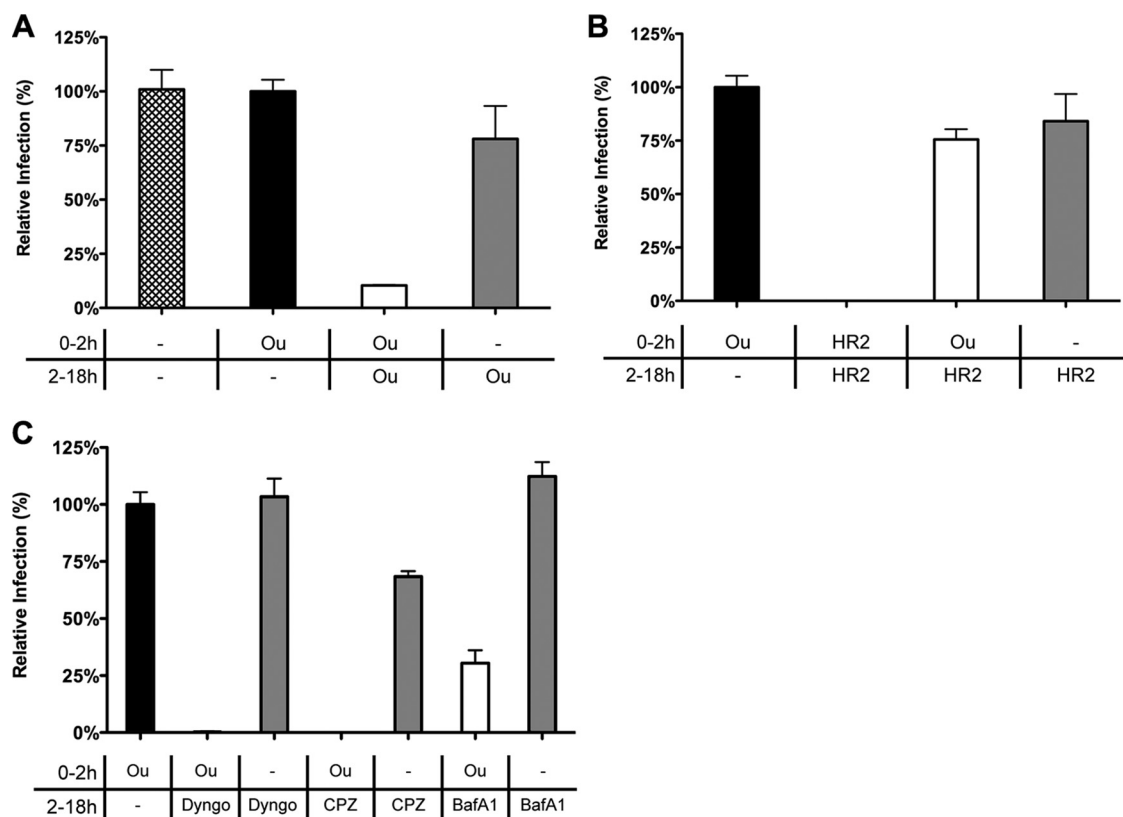 A
Relative Infection (%)
125%
100%
75%
50%
25%
0%
0-2h - Ou Ou -
2-18h - - Ou Ou
B
Relative Infection (%)
125%
100%
75%
50%
25%
0%
0-2h Ou HR2 Ou -
2-18h - HR2 HR2 HR2
C
Relative Infection (%)
125%
100%
75%
50%
25%
0%
0-2h Ou Ou - Ou - Ou -
2-18h - Dyngo Dyngo CPZ CPZ BafA1 BafA1